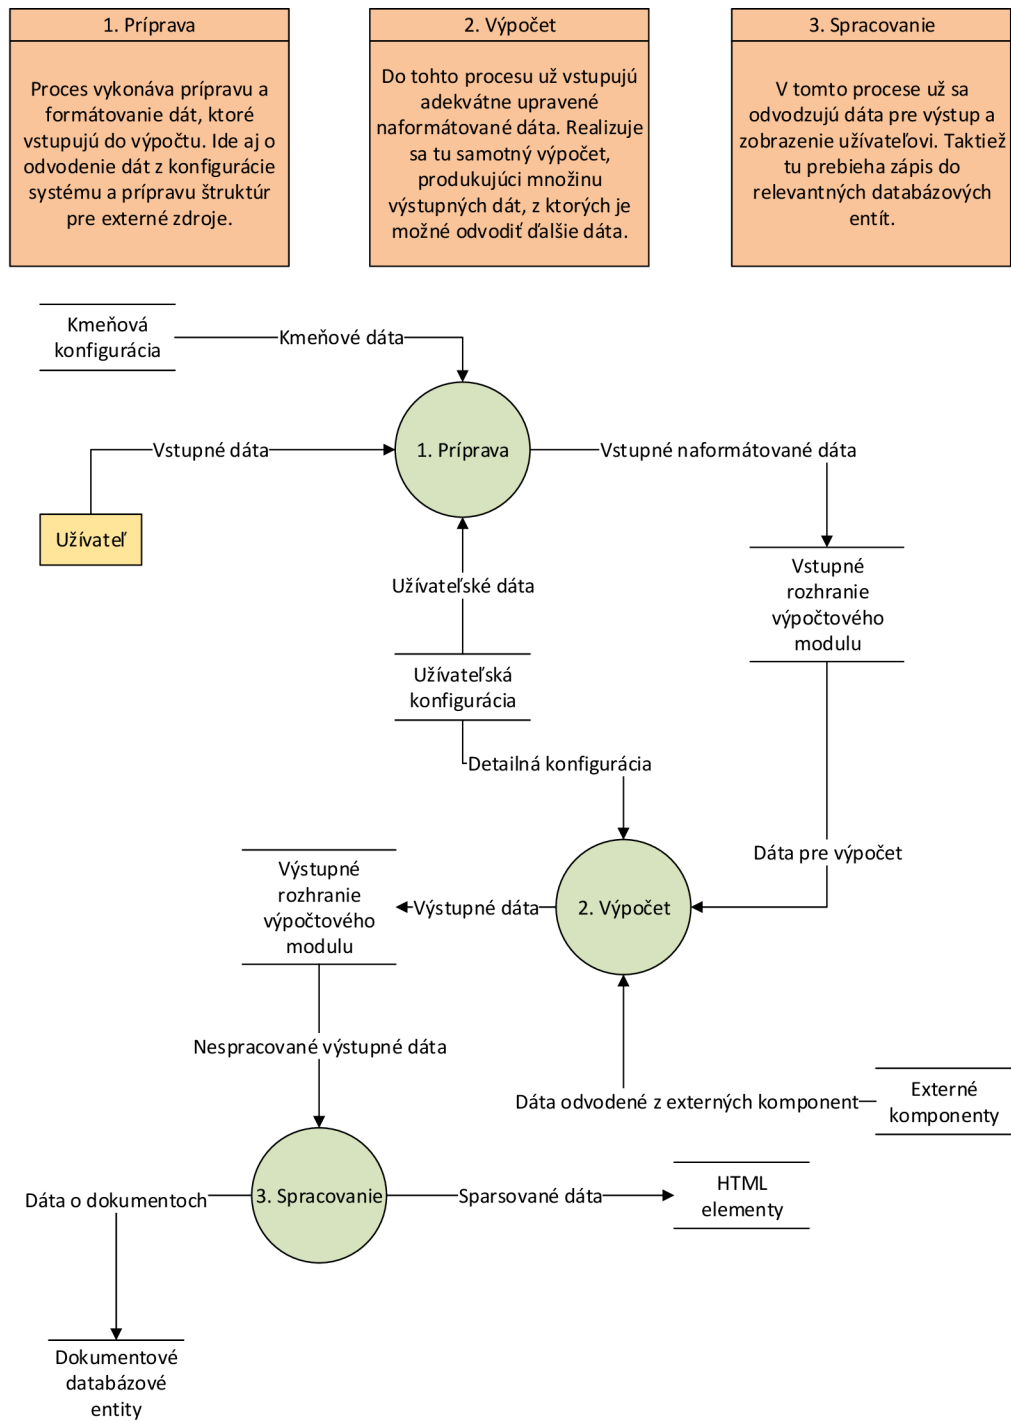 1. Príprava
Proces vykonáva prípravu a
formátovanie dát, ktoré
vstupujú do výpočtu. Ide aj o
odvodenie dát z konfigurácie
systému a prípravu štruktúr
pre externé zdroje.
2. Výpočet
Do tohto procesu už vstupujú
adekvátne upravené
naformátované dáta. Realizuje
sa tu samotný výpočet,
produkujúci množinu
výstupných dát, z ktorých je
možné odvodiť ďalšie dáta.
3. Spracovanie
V tomto procese už sa
odvodzujú dáta pre výstup a
zobrazenie užívateľovi. Taktiež
tu prebieha zápis do
relevantných databázových
entít.
Kmeňová
konfigurácia
Kmeňové dáta
Vstupné dáta
1. Príprava
Vstupné naformátované dáta
Užívateľ
Užívateľské dáta
Vstupné
rozhranie
výpočtového
modulu
Užívateľská
konfigurácia
Detailná konfigurácia
Dáta pre výpočet
Výstupné
rozhranie
výpočtového
modulu
Výstupné dáta
2. Výpočet
Nespracované výstupné dáta
Dáta odvodené z externých komponent
Externé
komponenty
Dáta o dokumentoch
3. Spracovanie
Sparsované dáta
HTML
elementy
Dokumentové
databázové
entity